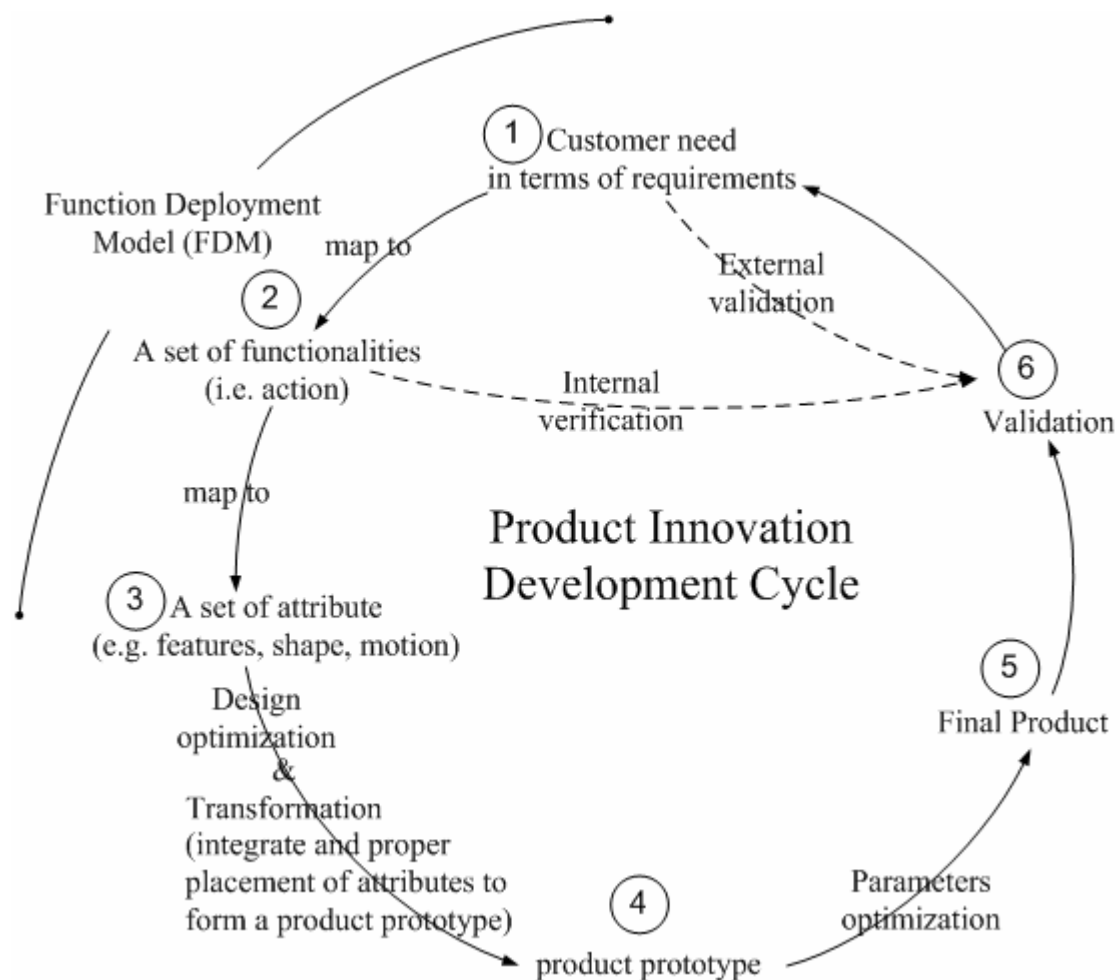 1
Customer need
in terms of requirements
Function Deployment
Model (FDM)
map to
External
validation
2
A set of functionalities
(i.e. action)
Internal
verification
6
Validation
map to
Product Innovation
Development Cycle
3
A set of attribute
(e.g. features, shape, motion)
5
Final Product
Design
optimization
&
Transformation
(integrate and proper
placement of attributes to
form a product prototype)
Parameters
optimization
4
product prototype